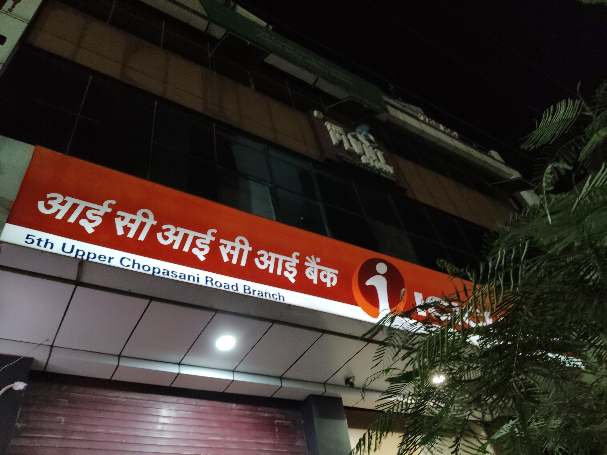 आई सी आई सी आई बैंक
5th Upper Chopasani Road Branch